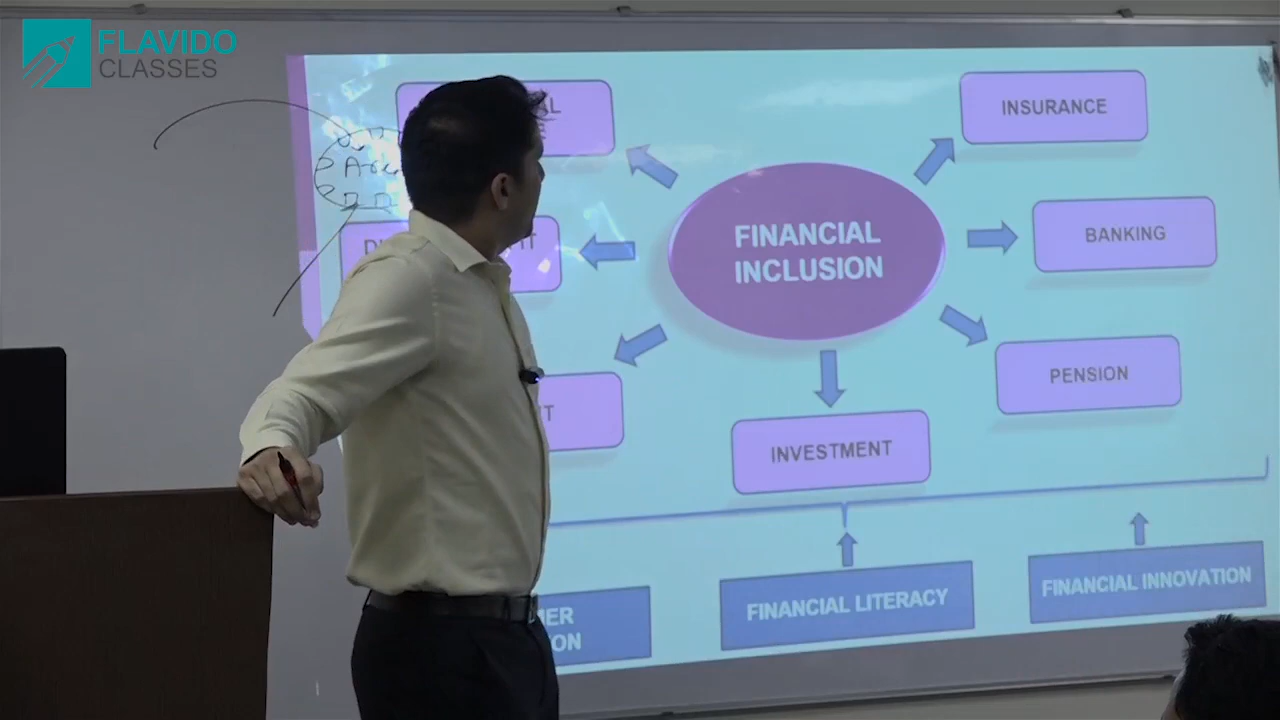 FLAVIDO
CLASSES
INSURANCE
FINANCIAL
INCLUSION
BANKING
PENSION
INVESTMENT
FINANCIAL LITERACY
FINANCIAL INNOVATION